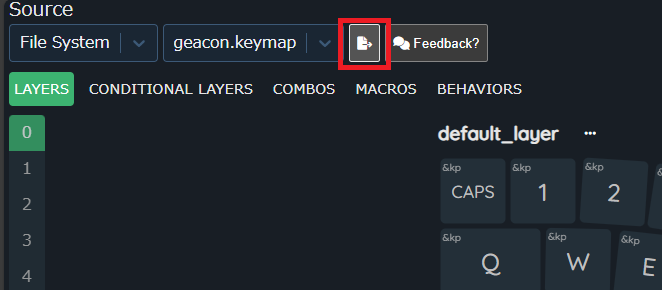 Source
File System geacon.keymap Feedback?
LAYERS CONDITIONAL LAYERS COMBOS MACROS BEHAVIORS
0 default_layer ...
&kp &kp &kp
1 CAPS 1 2
2
&kp &kp &kp
3 Q W E
4